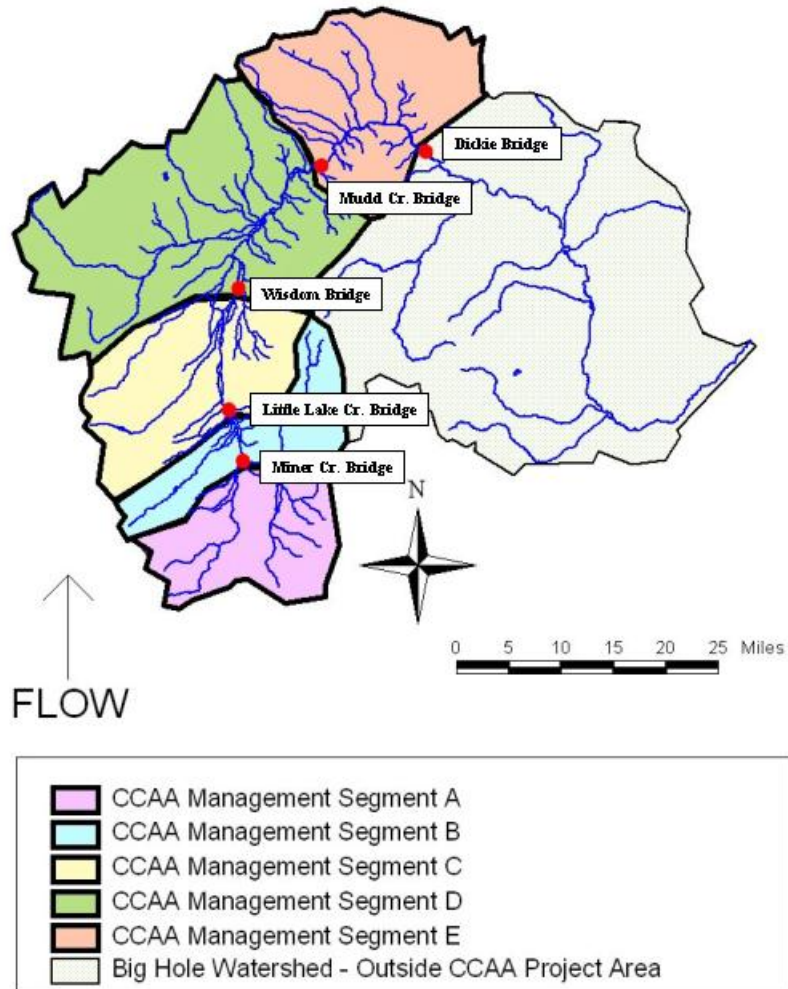 Dickie Bridge
Mudd Cr. Bridge
Wisdom Bridge
Little Lake Cr. Bridge
Miner Cr. Bridge
N
0 5 10 15 20 25 Miles
FLOW
CCAA Management Segment A
CCAA Management Segment B
CCAA Management Segment C
CCAA Management Segment D
CCAA Management Segment E
Big Hole Watershed - Outside CCAA Project Area